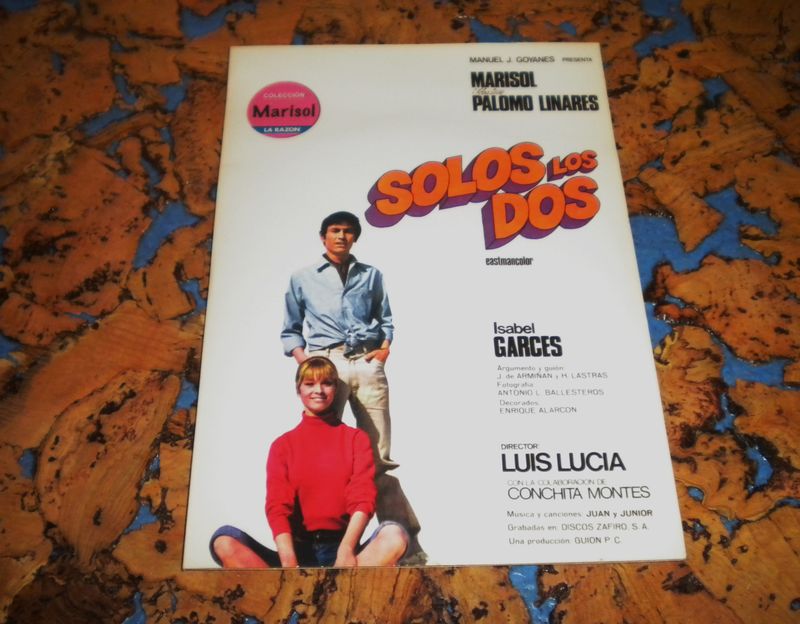 MANUEL J. GOYANES PRESENTA
MARISOL
PALOMO LINARES
COLECCIÓN
Marisol
LA RAZON
SOLOS LOS
DOS
eastmancolor
Isabel
GARCES
Argumento y guión:
J. de ARMIÑAN y H. LASTRAS
Fotografía:
ANTONIO L. BALLESTEROS
Decorados:
ENRIQUE ALARCON
DIRECTOR:
LUIS LUCIA
CON LA COLABORACION DE
CONCHITA MONTES
Musica y canciones: JUAN y JUNIOR
Grabadas en: DISCOS ZAFIRO, S. A.
Una producción: GUION P. C.